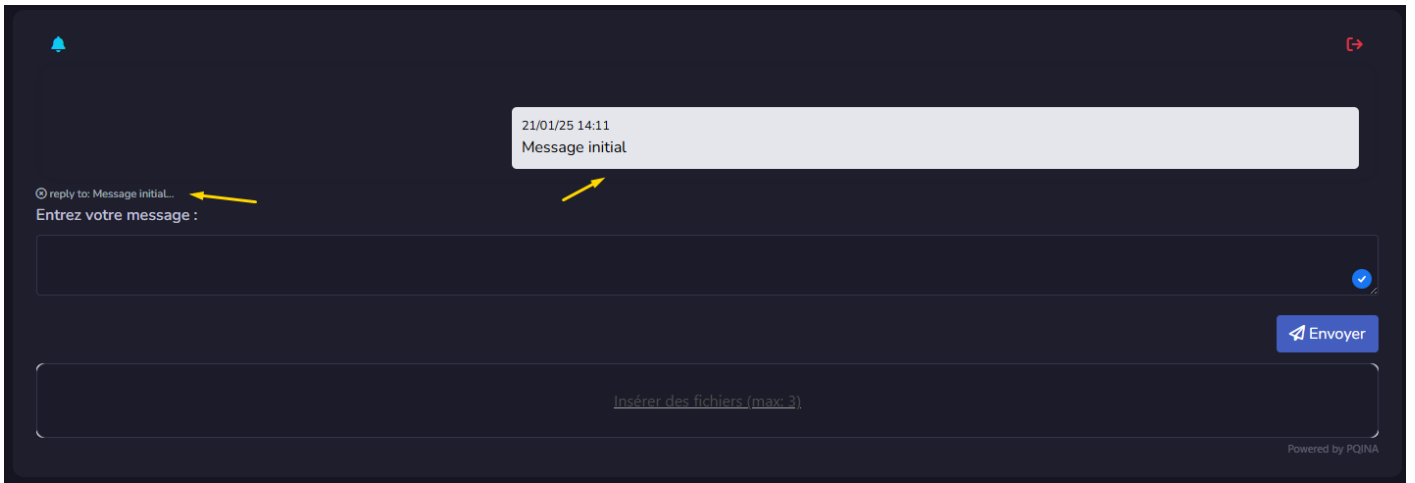 21/01/25 14:11
Message initial
reply to: Message initial...
Entrez votre message :
Envoyer
Insérer des fichiers (max: 3)
Powered by PQINA